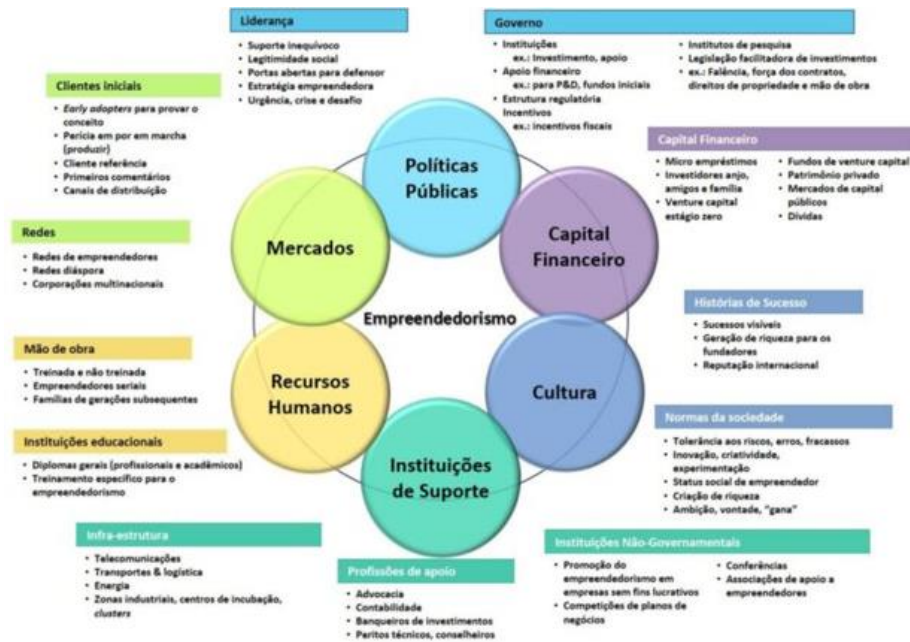 Liderança
• Suporte inequívoco
• Legitimidade social
• Portas abertas para defensor
• Estratégia empreendedora
• Urgência, crise e desafio
Governo
• Instituições
ex.: Investimento, apoio
• Apoio financeiro
ex.: para P&D, fundos iniciais
• Estrutura regulatória
Incentivos
ex.: incentivos fiscais
• Institutos de pesquisa
• Legislação facilitadora de investimentos
• ex.: Falência, força dos contratos,
direitos de propriedade e mão de obra
Clientes iniciais
• Early adopters para provar o
conceito
• Perícia em por em marcha
(produzir)
• Cliente referência
• Primeiros comentários
• Canais de distribuição
Capital Financeiro
• Micro empréstimos
• Investidores anjo,
amigos e família
• Venture capital
estágio zero
• Fundos de venture capital
• Patrimônio privado
• Mercados de capital
públicos
• Dívidas
Políticas
Públicas
Mercados
Capital
Financeiro
Empreendedorismo
Recursos
Humanos
Cultura
Instituições
de Suporte
Redes
• Redes de empreendedores
• Redes diáspora
• Corporações multinacionais
Histórias de Sucesso
• Sucessos visíveis
• Geração de riqueza para os
fundadores
• Reputação internacional
Mão de obra
• Treinada e não treinada
• Empreendedores seriais
• Famílias de gerações subsequentes
Normas da sociedade
• Tolerância aos riscos, erros, fracassos
• Inovação, criatividade,
experimentação
• Status social de empreendedor
• Criação de riqueza
• Ambição, vontade, “gana”
Instituições educacionais
• Diplomas gerais (profissionais e acadêmicos)
• Treinamento específico para o
empreendedorismo
Infra-estrutura
• Telecomunicações
• Transportes & logística
• Energia
• Zonas industriais, centros de incubação,
clusters
Profissões de apoio
• Advocacia
• Contabilidade
• Banqueiros de investimentos
• Peritos técnicos, conselheiros
Instituições Não-Governamentais
• Promoção do
empreendedorismo em
empresas sem fins lucrativos
• Competições de planos de
negócios
• Conferências
• Associações de apoio a
empreendedores